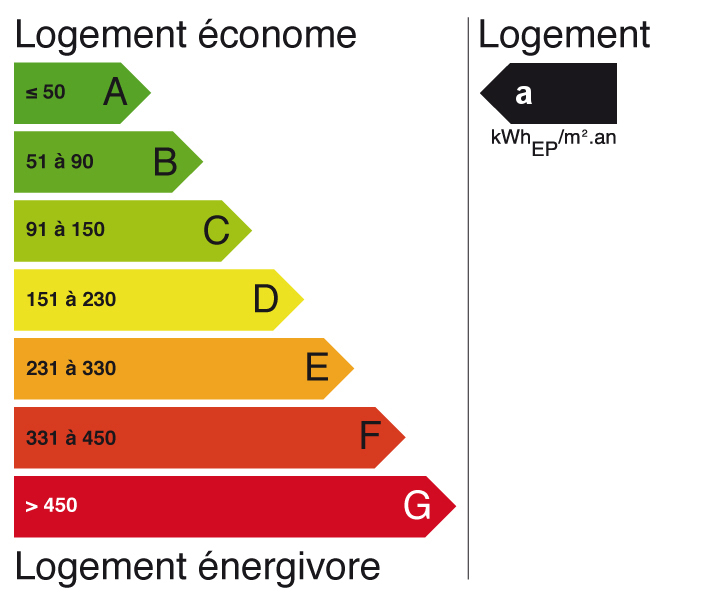 Logement économe
≤ 50 A
51 à 90 B
91 à 150 C
151 à 230 D
231 à 330 E
331 à 450 F
> 450 G
Logement énergivore
Logement
a
kWhEP/m².an